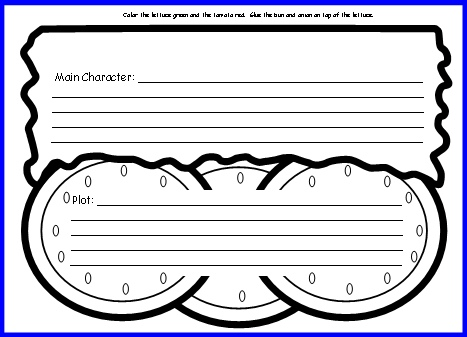 Color the lettuce green and the tomato red. Glue the bun and onion on top of the lettuce.
Main Character:
Plot: